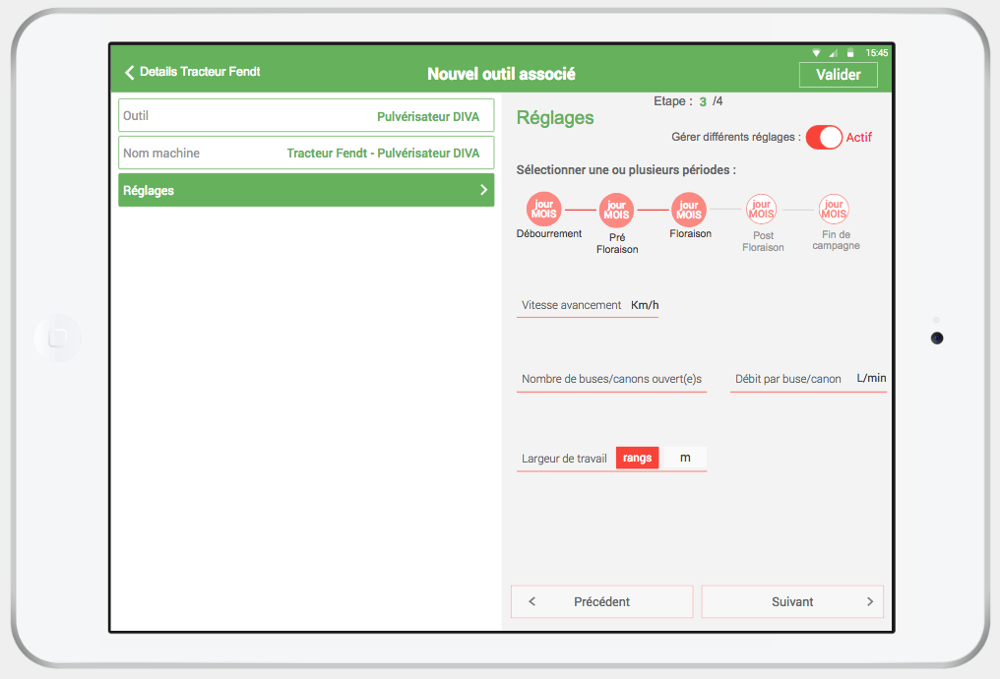 15:45
Details Tracteur Fendt
Nouvel outil associé
Valider
Outil
Pulvérisateur DIVA
Nom machine
Tracteur Fendt - Pulvérisateur DIVA
Réglages
Etape : 3 /4
Réglages
Gérer différents réglages :
Actif
Sélectionner une ou plusieurs périodes :
jour
MOIS
Débourrement
jour
MOIS
Pré
Floraison
jour
MOIS
Floraison
jour
MOIS
Post
Floraison
jour
MOIS
Fin de
campagne
Vitesse avancement Km/h
Nombre de buses/canons ouvert(e)s
Débit par buse/canon L/min
Largeur de travail rangs m
Précédent
Suivant